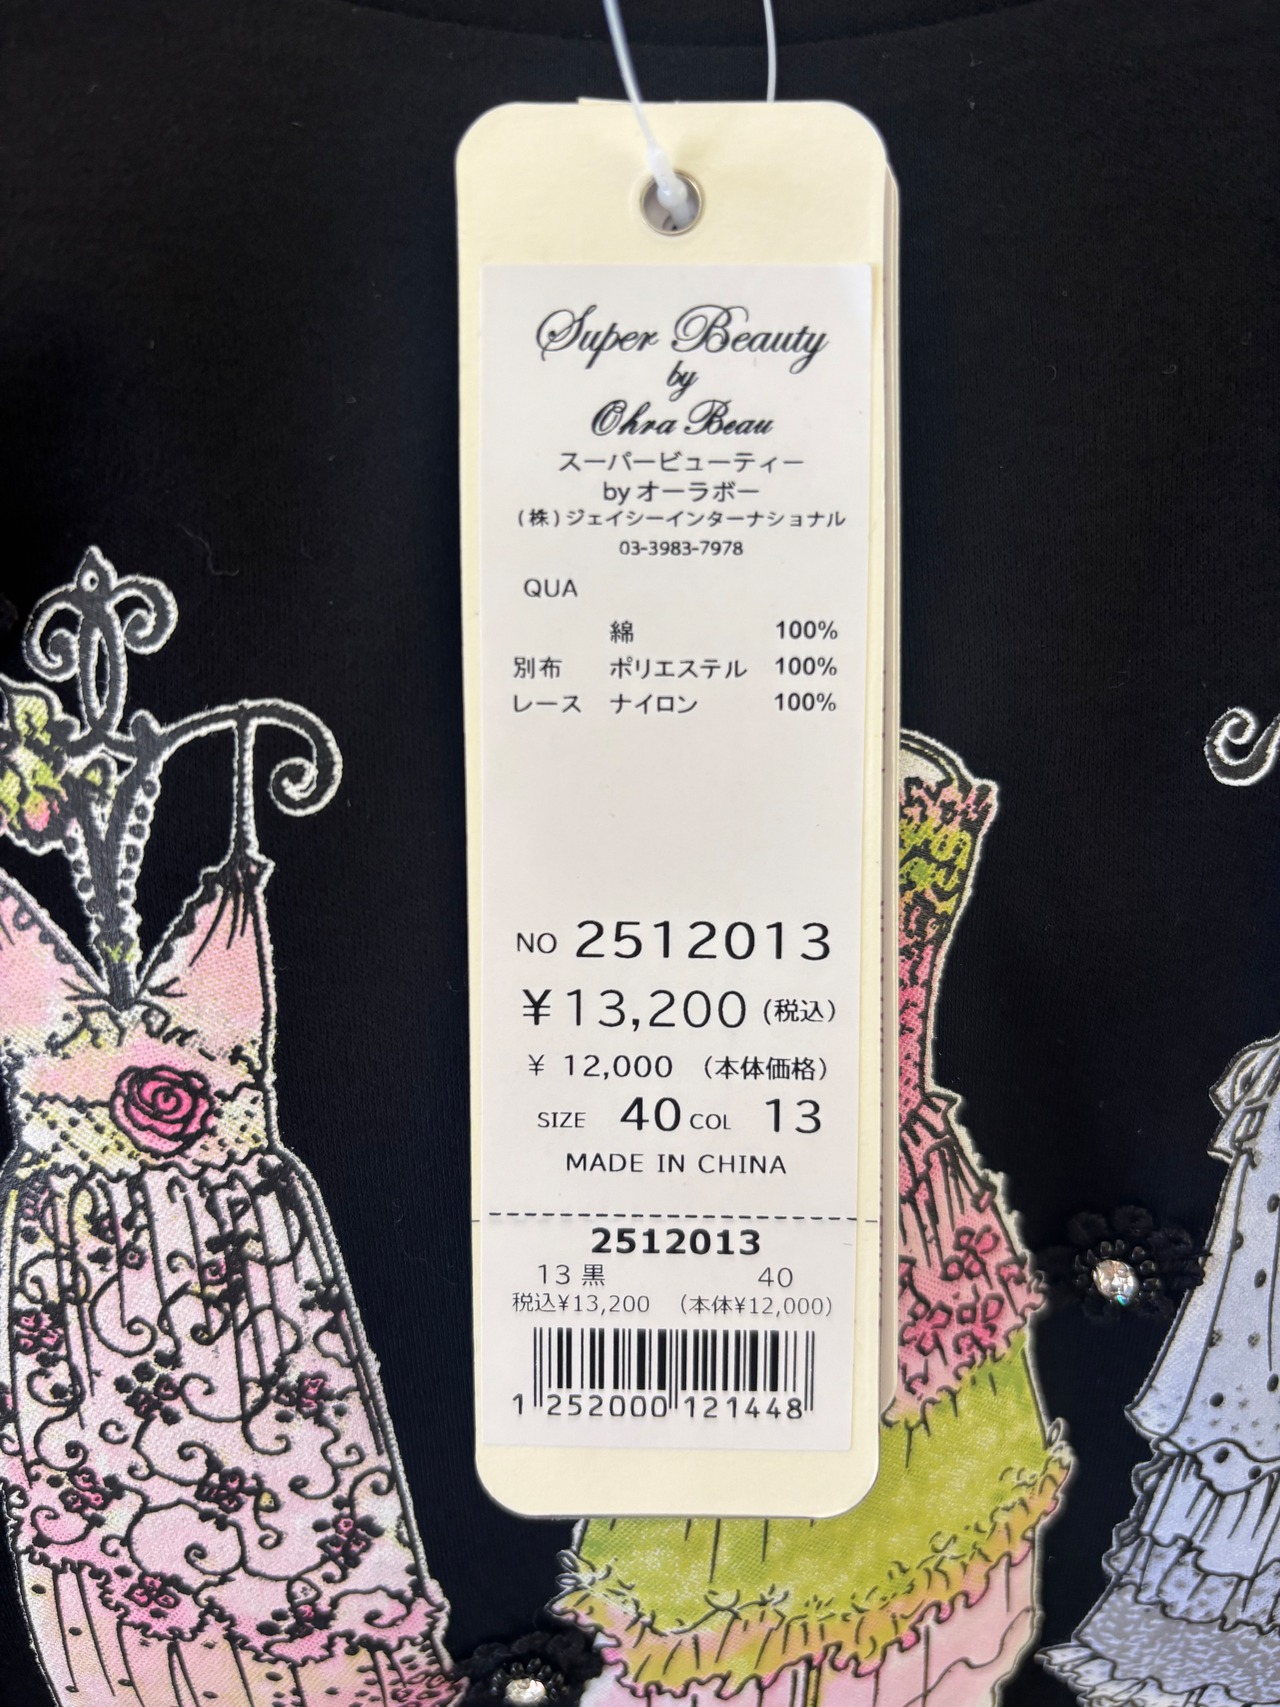 Super Beauty
by
Ohra Beau
スーパービューティー
by オーラボー
(株)ジェイシーインターナショナル
03-3983-7978
QUA
綿 100%
別布 ポリエステル 100%
レース ナイロン 100%
NO 2512013
¥13,200 (税込)
¥ 12,000 (本体価格)
SIZE 40 COL 13
MADE IN CHINA
2512013
13 黒 40
税込¥13,200 (本体¥12,000)
1 252000 121448